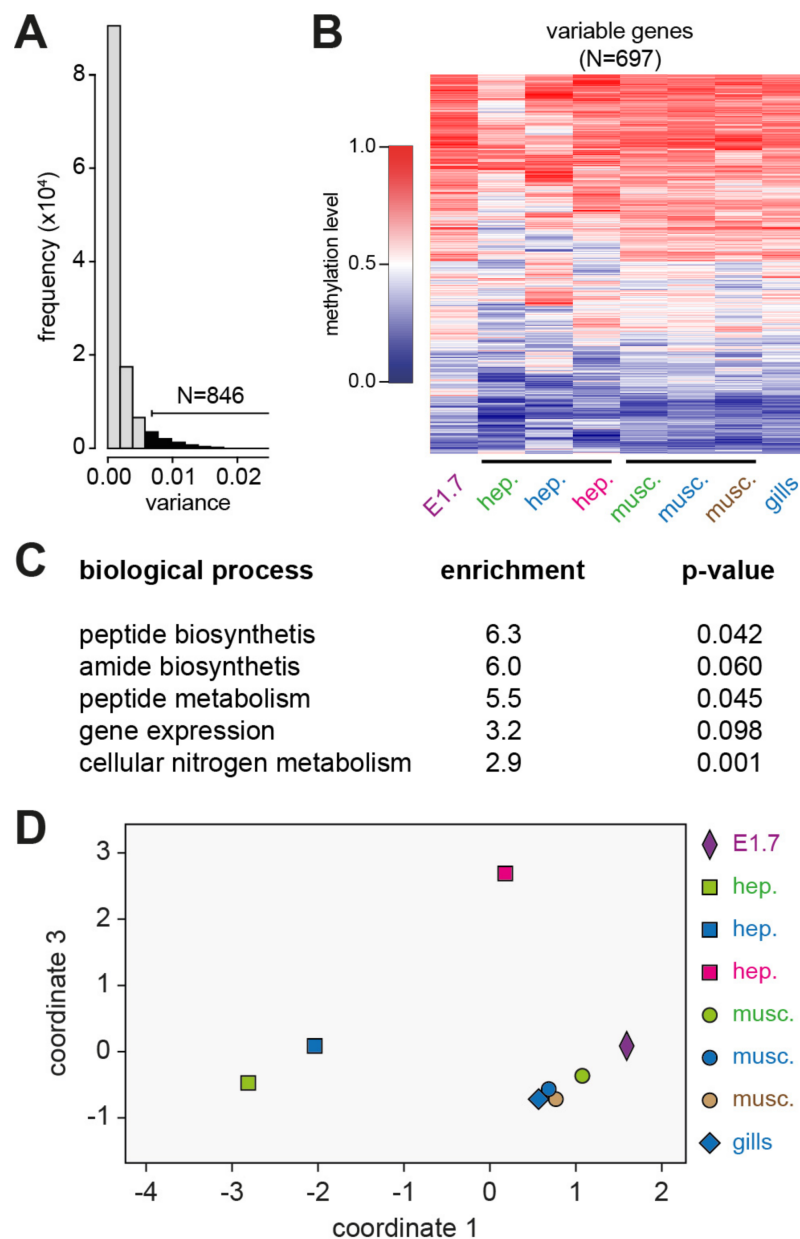 A
8
6
4
2
0
frequency (x10⁴)
N=846
0.00 0.01 0.02
variance
B
variable genes
(N=697)
1.0
0.5
0.0
methylation level
E1.7 hep. hep. hep. musc. musc. musc. gills
C
biological process enrichment p-value
peptide biosynthetis 6.3 0.042
amide biosynthetis 6.0 0.060
peptide metabolism 5.5 0.045
gene expression 3.2 0.098
cellular nitrogen metabolism 2.9 0.001
D
3
2
1
0
-1
coordinate 3
-4 -3 -2 -1 0 1 2
coordinate 1
E1.7
hep.
hep.
hep.
musc.
musc.
musc.
gills